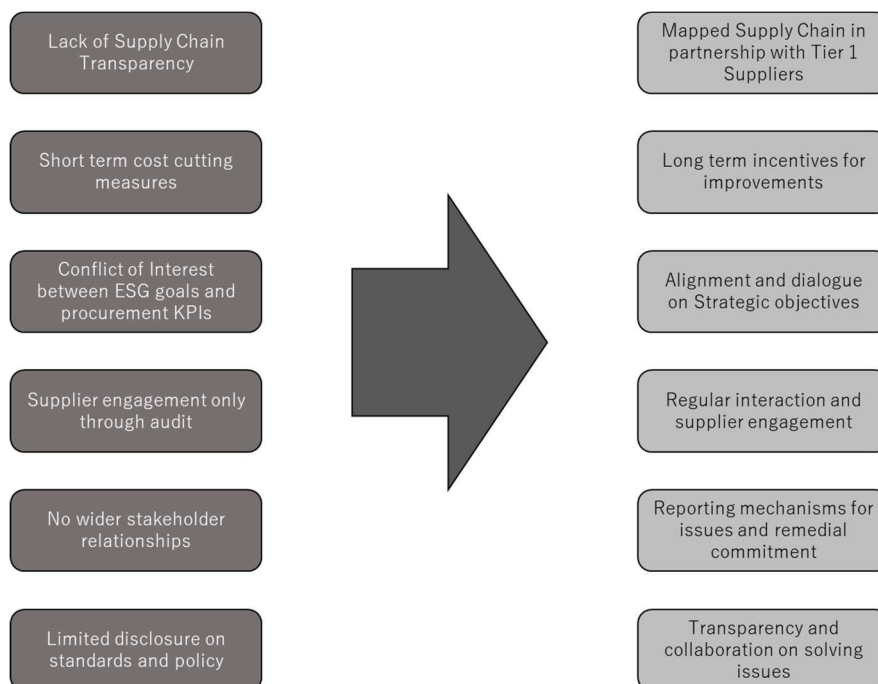 Lack of Supply Chain
Transparency
Short term cost cutting
measures
Conflict of Interest
between ESG goals and
procurement KPIs
Supplier engagement only
through audit
No wider stakeholder
relationships
Limited disclosure on
standards and policy
Mapped Supply Chain in
partnership with Tier 1
Suppliers
Long term incentives for
improvements
Alignment and dialogue
on Strategic objectives
Regular interaction and
supplier engagement
Reporting mechanisms for
issues and remedial
commitment
Transparency and
collaboration on solving
issues